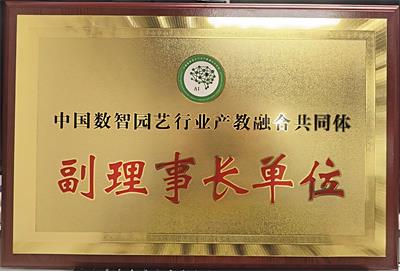 AI
中国数智园艺行业产教融合共同体
副理事长单位